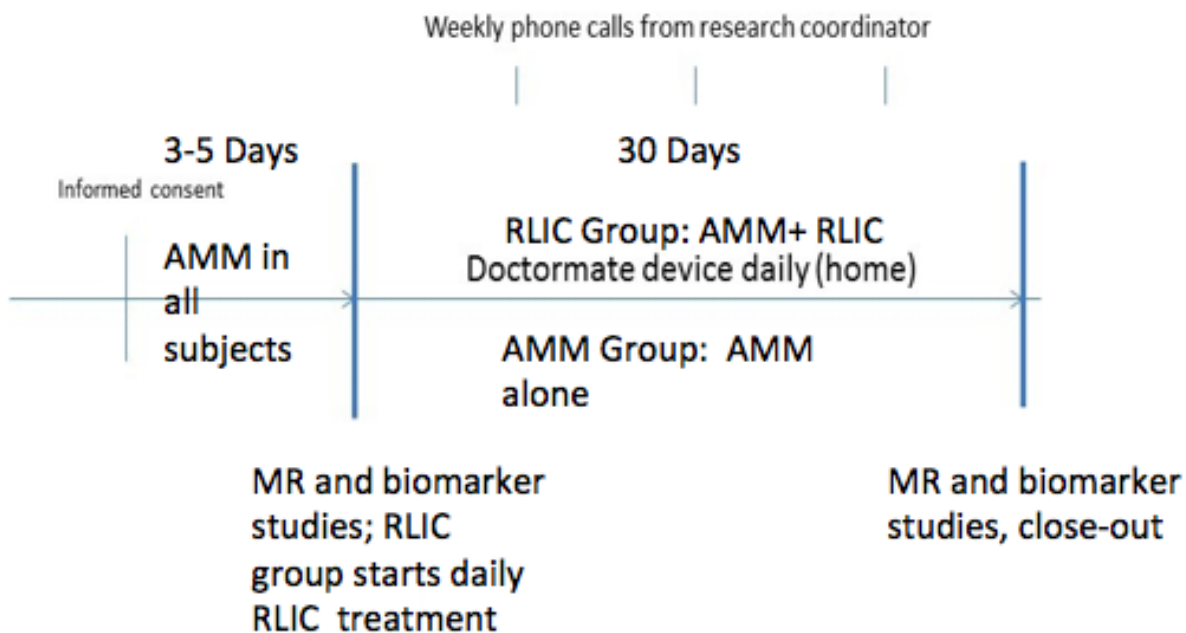 Weekly phone calls from research coordinator
3-5 Days
30 Days
Informed consent
AMM in
all
subjects
RLIC Group: AMM+ RLIC
Doctormate device daily (home)
AMM Group:  AMM
alone
MR and biomarker
studies; RLIC
group starts daily
RLIC  treatment
MR and biomarker
studies, close-out